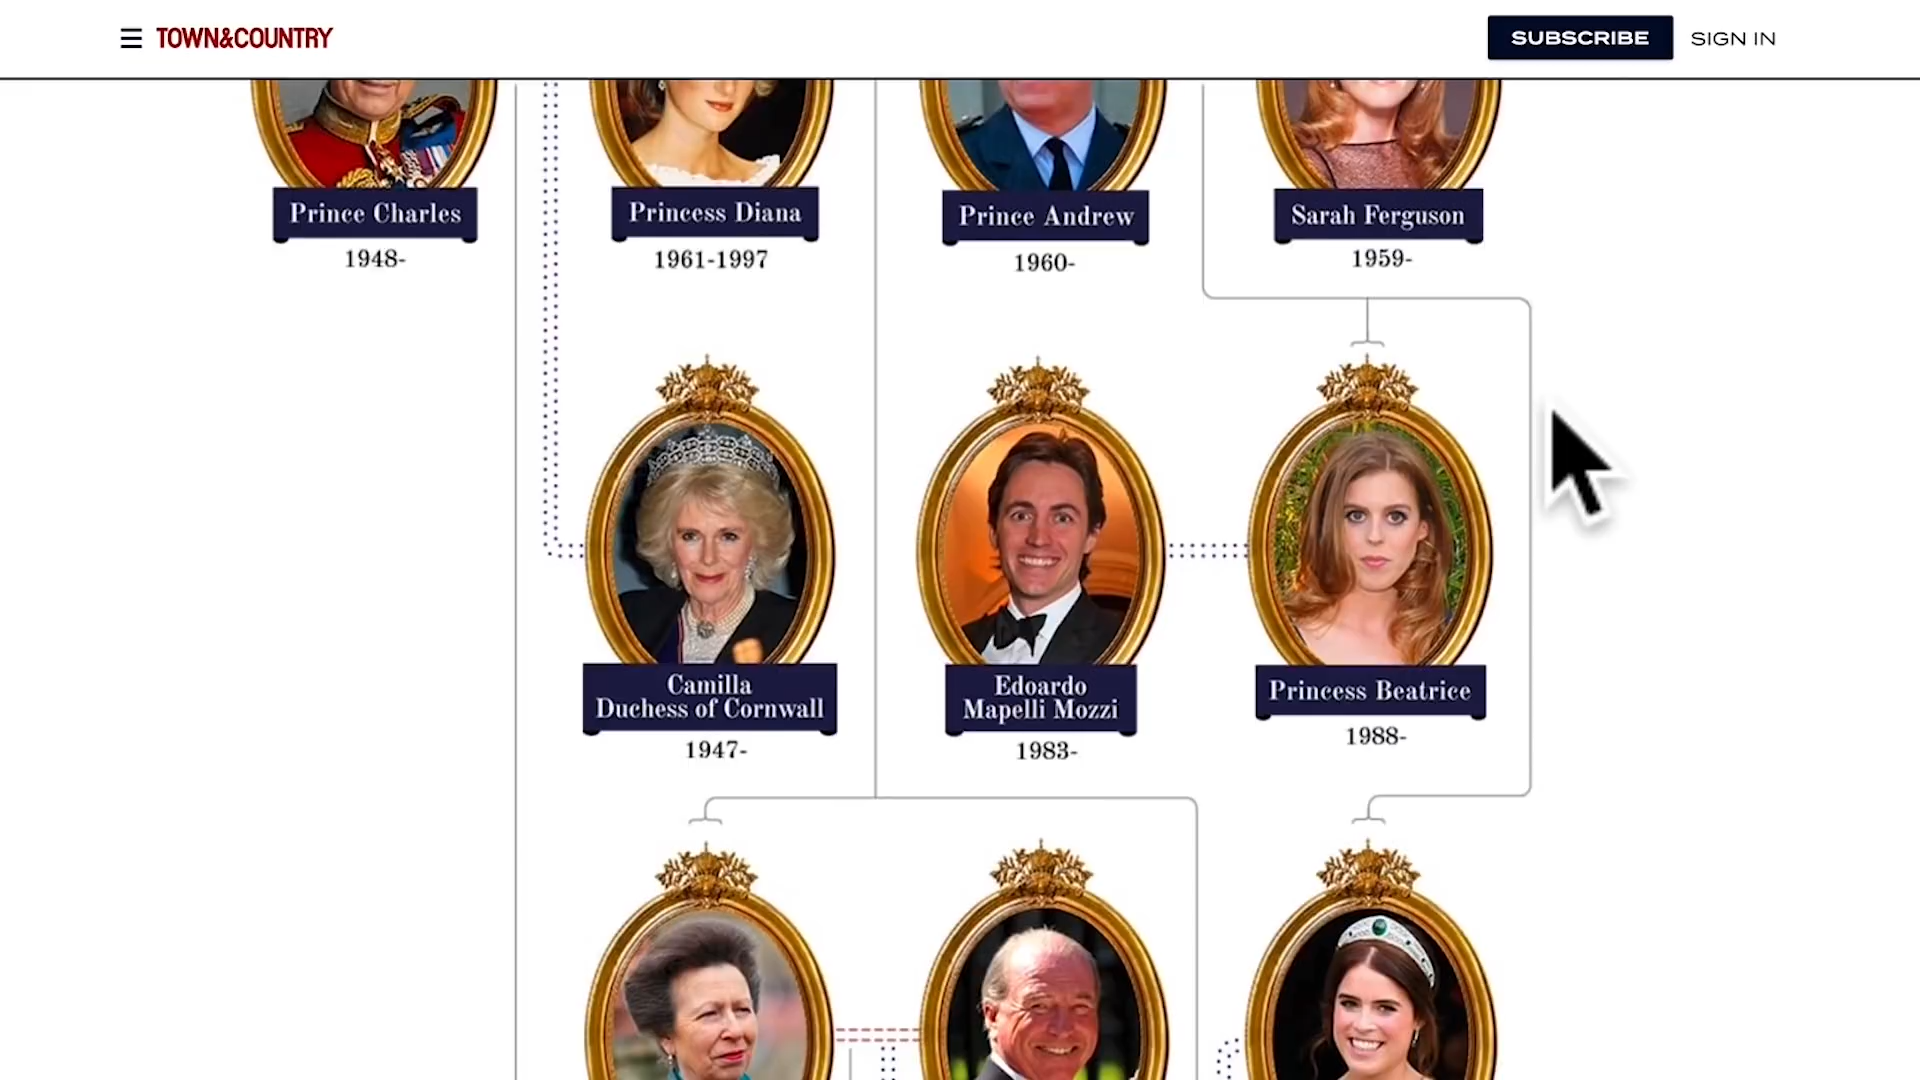 TOWN&COUNTRY
SUBSCRIBE
SIGN IN
Prince Charles
1948-
Princess Diana
1961-1997
Prince Andrew
1960-
Sarah Ferguson
1959-
Camilla
Duchess of Cornwall
1947-
Edoardo
Mapelli Mozzi
1983-
Princess Beatrice
1988-